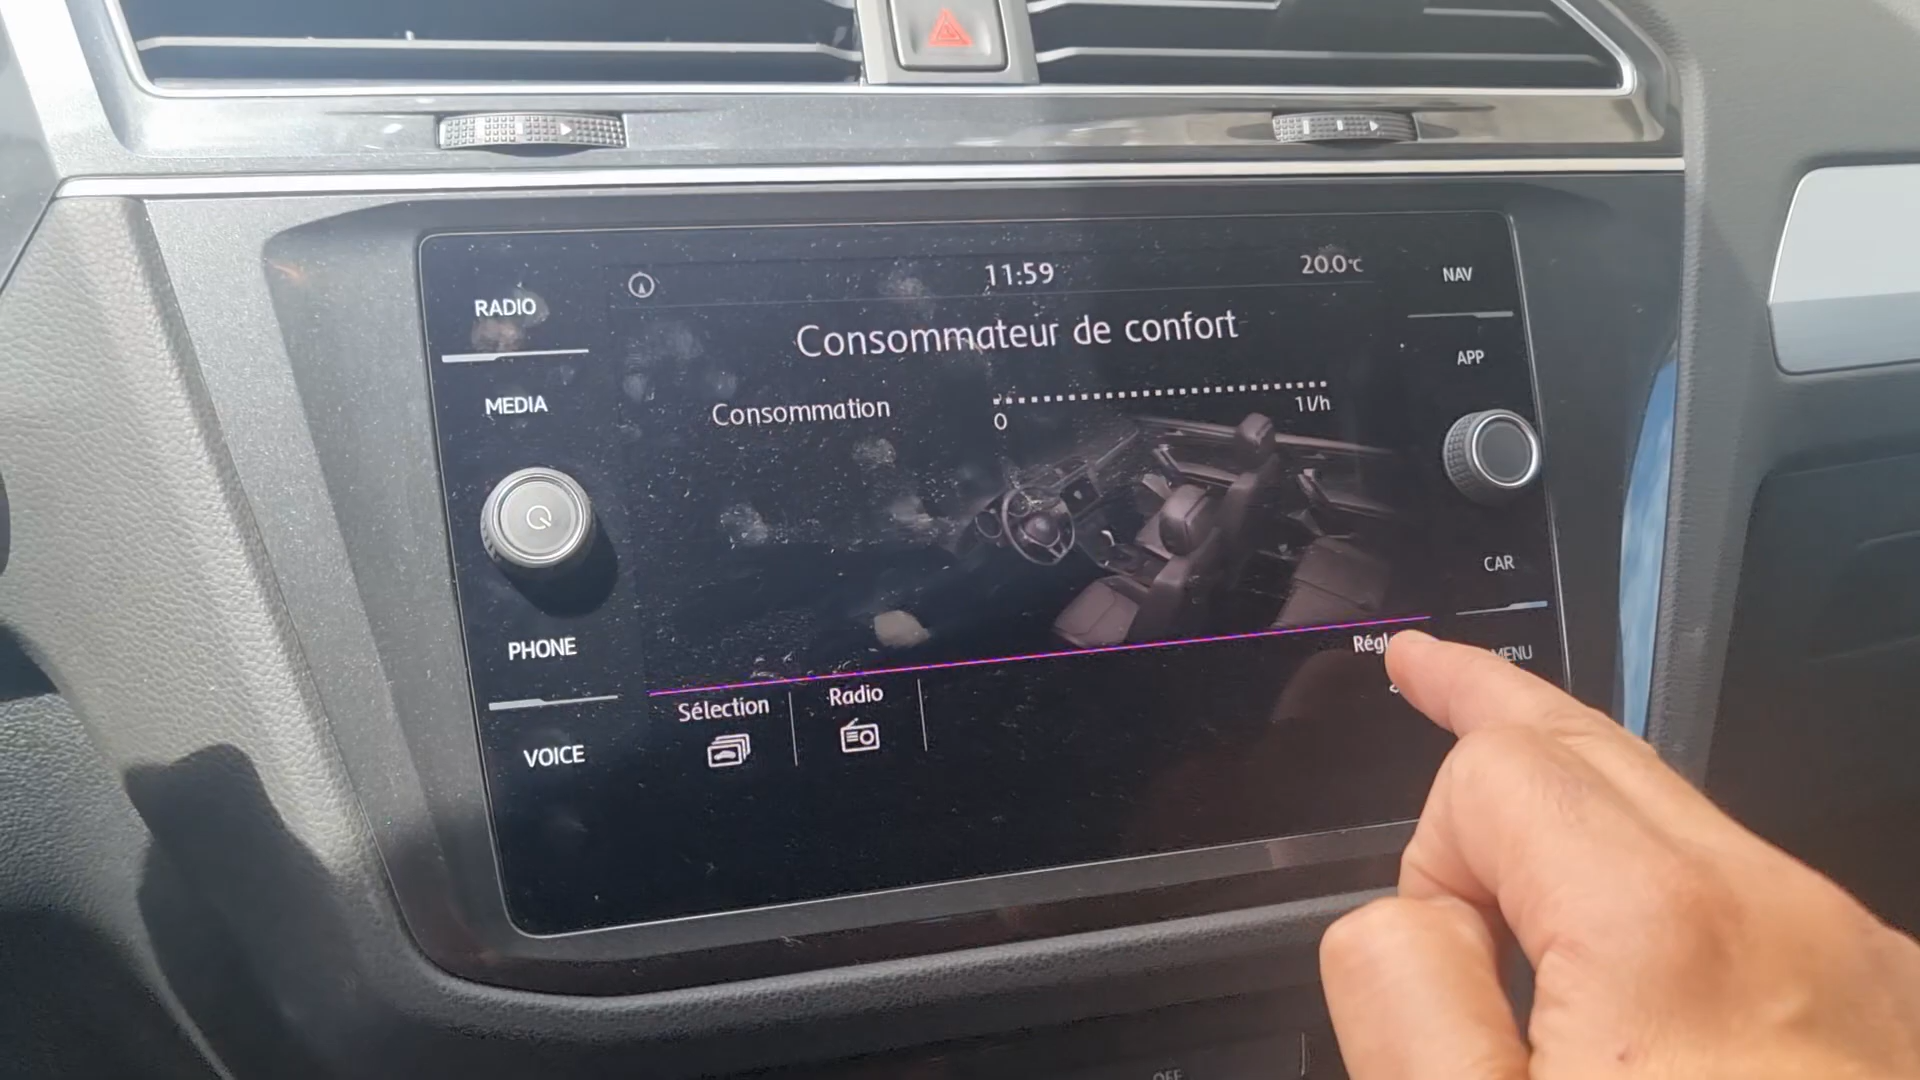 11:59
20.0°C
RADIO
MEDIA
PHONE
VOICE
Consommateur de confort
Consommation
0
1 l/h
Sélection
Radio
NAV
APP
CAR
MENU
OFF